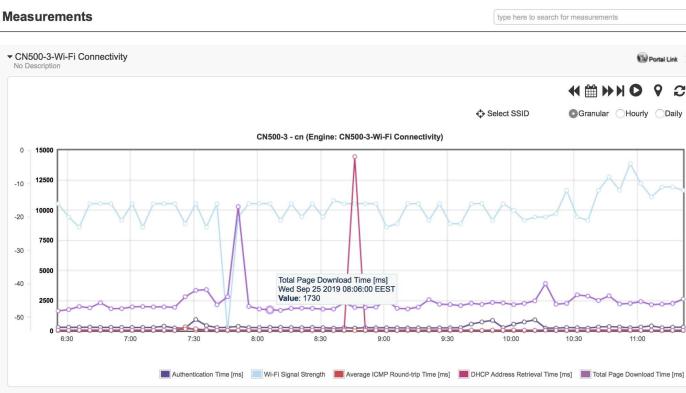 Measurements
type here to search for measurements
CN500-3-Wi-Fi Connectivity
No Description
Portal Link
Select SSID
Granular Hourly Daily
CN500-3 - cn (Engine: CN500-3-Wi-Fi Connectivity)
0 15000
-10 12500
-20 10000
7500
-30
5000
-40
2500
-50
0
Total Page Download Time [ms]
Wed Sep 25 2019 08:06:00 EEST
Value: 1730
6:30 7:00 7:30 8:00 8:30 9:00 9:30 10:00 10:30 11:00
Authentication Time [ms] Wi-Fi Signal Strength Average ICMP Round-trip Time [ms] DHCP Address Retrieval Time [ms] Total Page Download Time [ms]